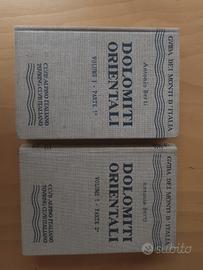 GUIDA DEI MONTI D'ITALIA
Antonio Berti
DOLOMITI
ORIENTALI
VOLUME I - PARTE 1ª
CLUB ALPINO ITALIANO
TOURING CLUB ITALIANO
GUIDA DEI MONTI D'ITALIA
Antonio Berti
DOLOMITI
ORIENTALI
VOLUME I - PARTE 2ª
CLUB ALPINO ITALIANO
TOURING CLUB ITALIANO
subito